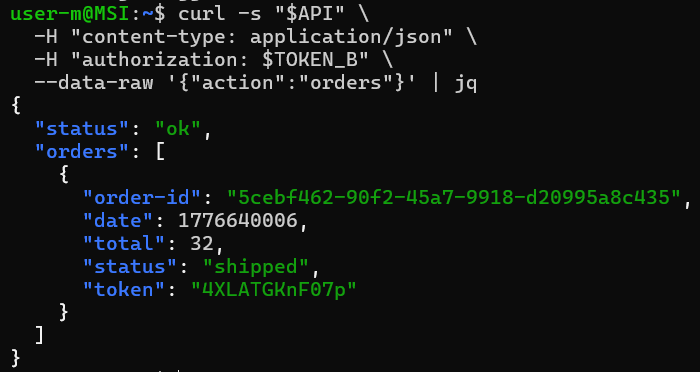 user-m@MSI:~$ curl -s "$API" \
  -H "content-type: application/json" \
  -H "authorization: $TOKEN_B" \
  --data-raw '{"action":"orders"}' | jq
{
  "status": "ok",
  "orders": [
    {
      "order-id": "5cebf462-90f2-45a7-9918-d20995a8c435",
      "date": 1776640006,
      "total": 32,
      "status": "shipped",
      "token": "4XLATGKnF07p"
    }
  ]
}